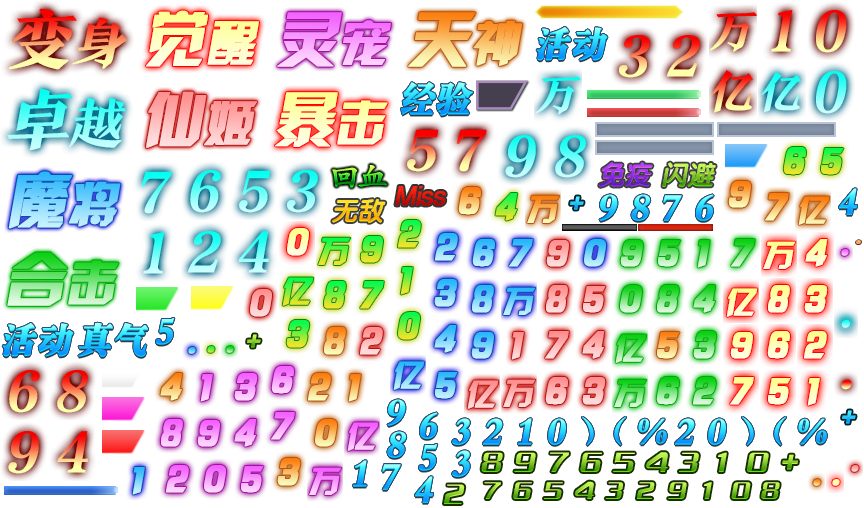 变身 觉醒 灵宠 天神 活动 3 2 万 1 0
卓越 仙姬 暴击 经验 万 亿 亿 0
5 7 9 8 免疫 闪避 6 5
魔将 7 6 5 3 回血 无敌 Miss 6 4 万 + 9 8 7 6 9 7 亿 4
合击 1 2 4 0 万 9 2 2 6 7 9 0 9 5 1 7 万 4
0 亿 8 7 1 3 8 万 8 5 0 8 4 亿 8 3
活动 真气 5 + 3 8 2 0 4 9 1 7 4 亿 5 3 9 6 2
6 8 4 1 3 6 2 1 亿 5 亿 万 6 3 万 6 2 7 5 1 +
9 4 8 9 4 7 0 亿 9 6 3 2 1 0 ) ( % 2 0 ) ( %
8 5 3 8 9 7 6 5 4 3 1 0 +
1 2 0 5 3 万 1 7 4 2 7 6 5 4 3 2 9 1 0 8